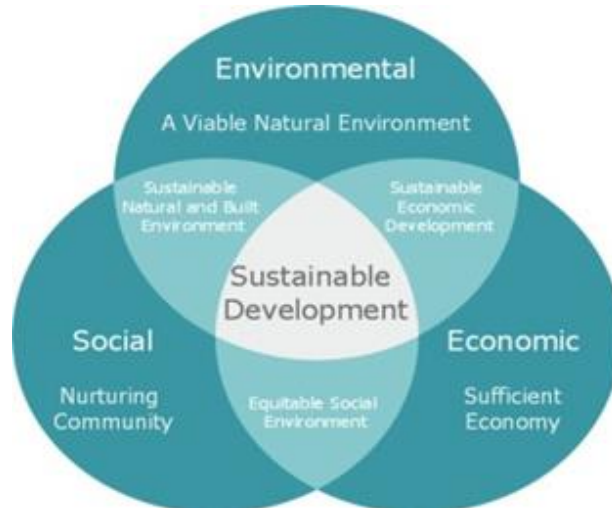 Environmental
A Viable Natural Environment
Sustainable
Natural and Built
Environment
Sustainable
Economic
Development
Sustainable
Development
Social
Nurturing
Community
Economic
Sufficient
Economy
Equitable Social
Environment